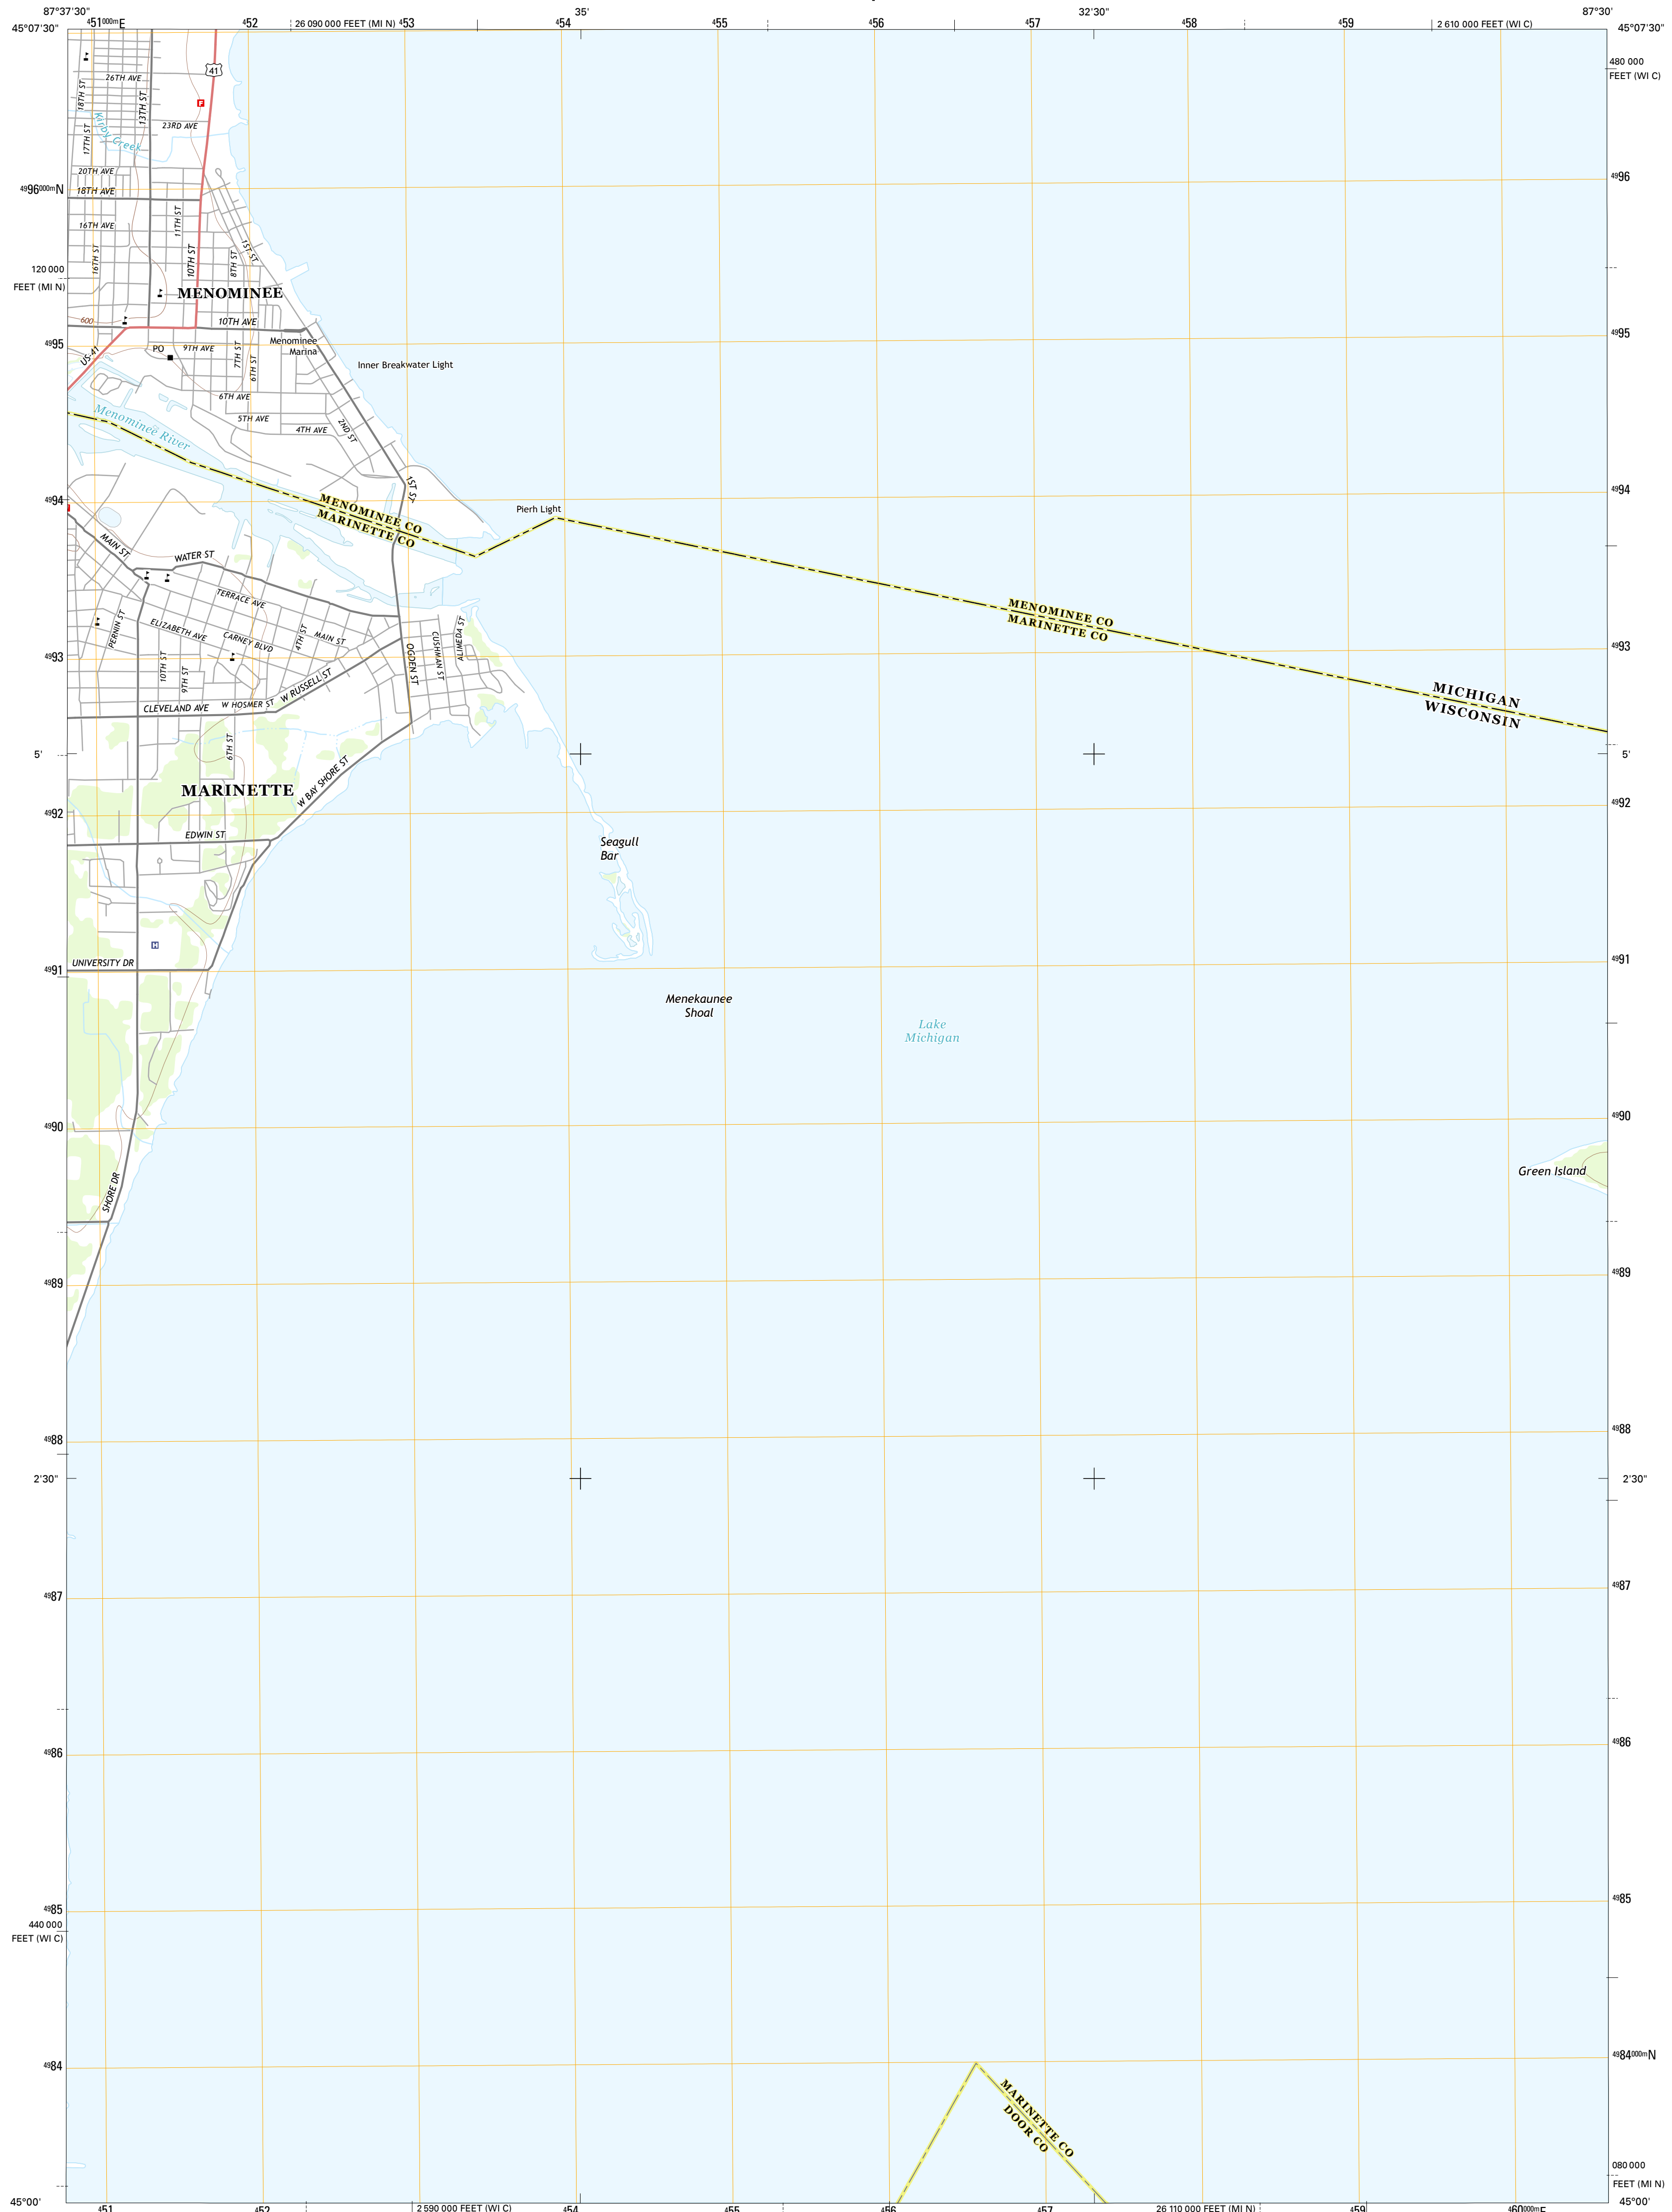 87°37'30"
451000mE
452
26 090 000 FEET (MI N)
453
35'
454
455
456
457
32'30"
458
459
2 610 000 FEET (WI C)
87°30'
45°07'30"
45°07'30"
480 000
FEET (WI C)
41
26TH AVE
18TH ST
13TH ST
F
23RD AVE
Kirby Creek
17TH ST
20TH AVE
4996000mN
18TH AVE
4996
16TH AVE
11TH ST
16TH ST
10TH ST
8TH ST
1ST ST
120 000
FEET (MI N)
MENOMINEE
600
10TH AVE
4995
US-41
PO
9TH AVE
7TH ST
6TH ST
Menominee
Marina
Inner Breakwater Light
4995
6TH AVE
5TH AVE
4TH AVE
2ND ST
Menominee River
4994
1ST ST
MENOMINEE CO
MARINETTE CO
Pierh Light
4994
MAIN ST
WATER ST
TERRACE AVE
PERNIN ST
ELIZABETH AVE
CARNEY BLVD
4TH ST
MAIN ST
CUSHMAN ST
ALIMEDA ST
MENOMINEE CO
MARINETTE CO
4993
10TH ST
9TH ST
OGDEN ST
4993
W RUSSELL ST
CLEVELAND AVE
W HOSMER ST
MICHIGAN
WISCONSIN
5'
6TH ST
5'
MARINETTE
W BAY SHORE ST
4992
4992
EDWIN ST
Seagull
Bar
H
UNIVERSITY DR
4991
4991
Menekaunee
Shoal
Lake
Michigan
4990
4990
SHORE DR
Green Island
4989
4989
4988
4988
2'30"
2'30"
4987
4987
4986
4986
4985
4985
440 000
FEET (WI C)
4984
4984000mN
MARINETTE CO
DOOR CO
080 000
FEET (MI N)
45°00'
451
452
2 590 000 FEET (WI C)
454
455
456
457
26 110 000 FEET (MI N)
459
460000mE
45°00'